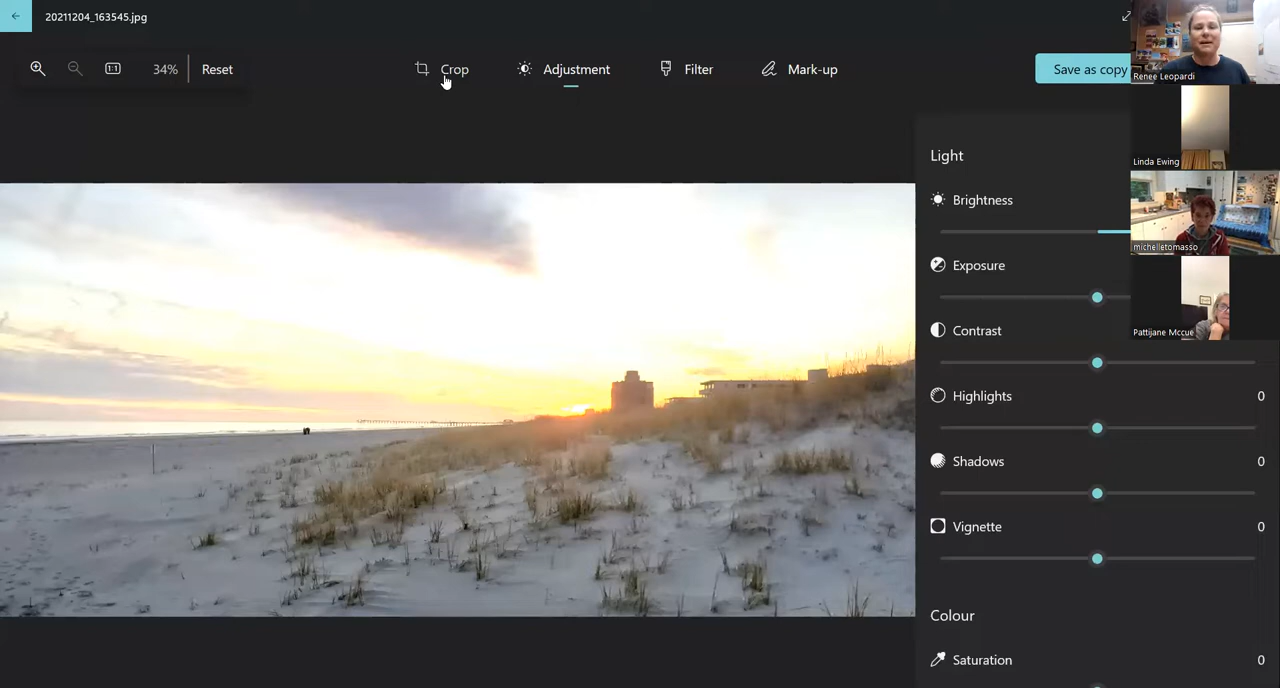 20211204_163545.jpg
34%
Reset
Crop
Adjustment
Filter
Mark-up
Save as copy
Renee Leopardi
Linda Ewing
michelletomasso
Pattijane Mccue
Light
Brightness
Exposure
Contrast
Highlights 0
Shadows 0
Vignette 0
Colour
Saturation 0